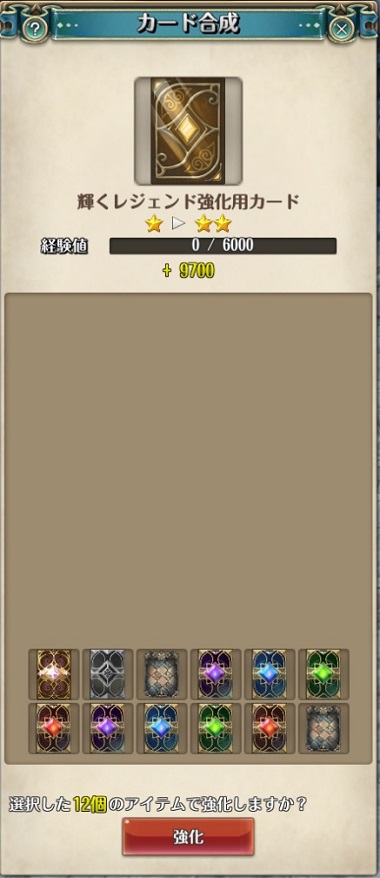 カード合成
?
輝くレジェンド強化用カード
経験値 0 / 6000
+ 9700
選択した12個のアイテムで強化しますか？
強化